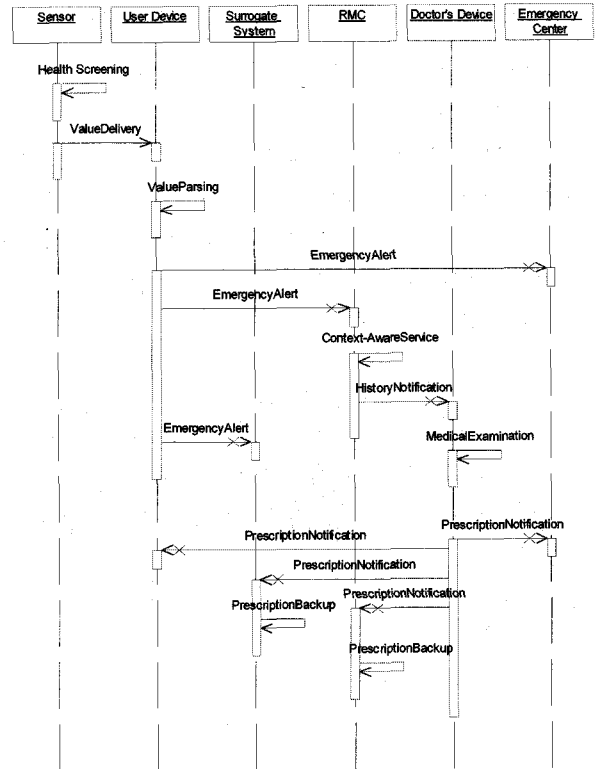 Sensor
User Device
Surrogate
System
RMC
Doctor's Device
Emergency
Center
Health Screening
ValueDelivery
ValueParsing
EmergencyAlert
EmergencyAlert
Context-AwareService
HistoryNotification
EmergencyAlert
MedicalExamination
PrescriptionNotification
PrescriptionNotification
PrescriptionNotification
PrescriptionNotification
PrescriptionBackup
PrescriptionBackup